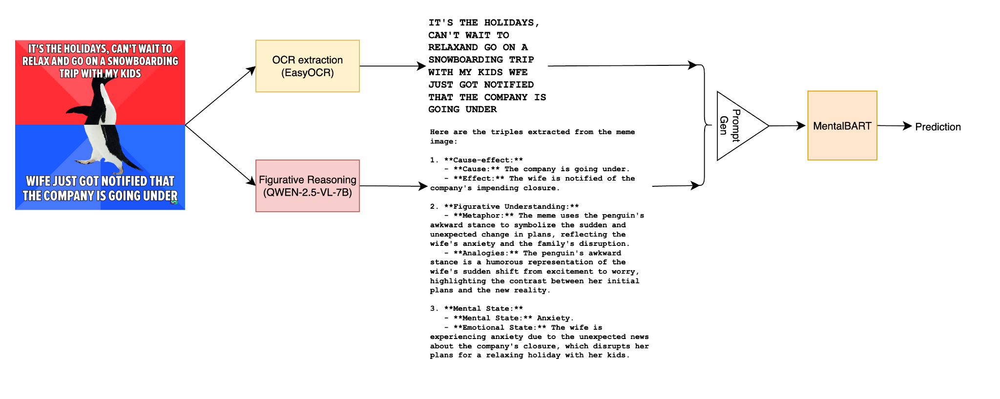 IT'S THE HOLIDAYS, CAN'T WAIT TO
RELAX AND GO ON A SNOWBOARDING
TRIP WITH MY KIDS
WIFE JUST GOT NOTIFIED THAT
THE COMPANY IS GOING UNDER
OCR extraction
(EasyOCR)
Figurative Reasoning
(QWEN-2.5-VL-7B)
IT'S THE HOLIDAYS,
CAN'T WAIT TO
RELAXAND GO ON A
SNOWBOARDING TRIP
WITH MY KIDS WFE
JUST GOT NOTIFIED
THAT THE COMPANY IS
GOING UNDER
Here are the triples extracted from the meme
image:
1. **Cause-effect:**
- **Cause:** The company is going under.
- **Effect:** The wife is notified of the
company's impending closure.
2. **Figurative Understanding:**
- **Metaphor:** The meme uses the penguin's
awkward stance to symbolize the sudden and
unexpected change in plans, reflecting the
wife's anxiety and the family's disruption.
- **Analogies:** The penguin's awkward
stance is a humorous representation of the
wife's sudden shift from excitement to worry,
highlighting the contrast between her initial
plans and the new reality.
3. **Mental State:**
- **Mental State:** Anxiety.
- **Emotional State:** The wife is
experiencing anxiety due to the unexpected news
about the company's closure, which disrupts her
plans for a relaxing holiday with her kids.
Prompt
Gen
MentalBART
Prediction